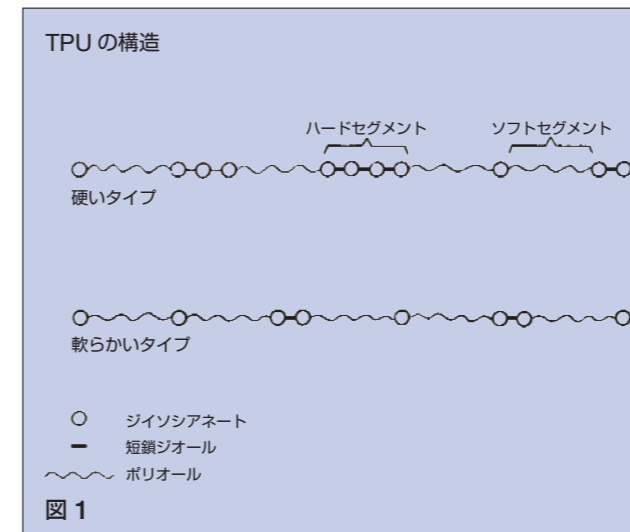 TPU の構造
ハードセグメント ソフトセグメント
硬いタイプ
軟らかいタイプ
ジイソシアネート
短鎖ジオール
ポリオール
図 1